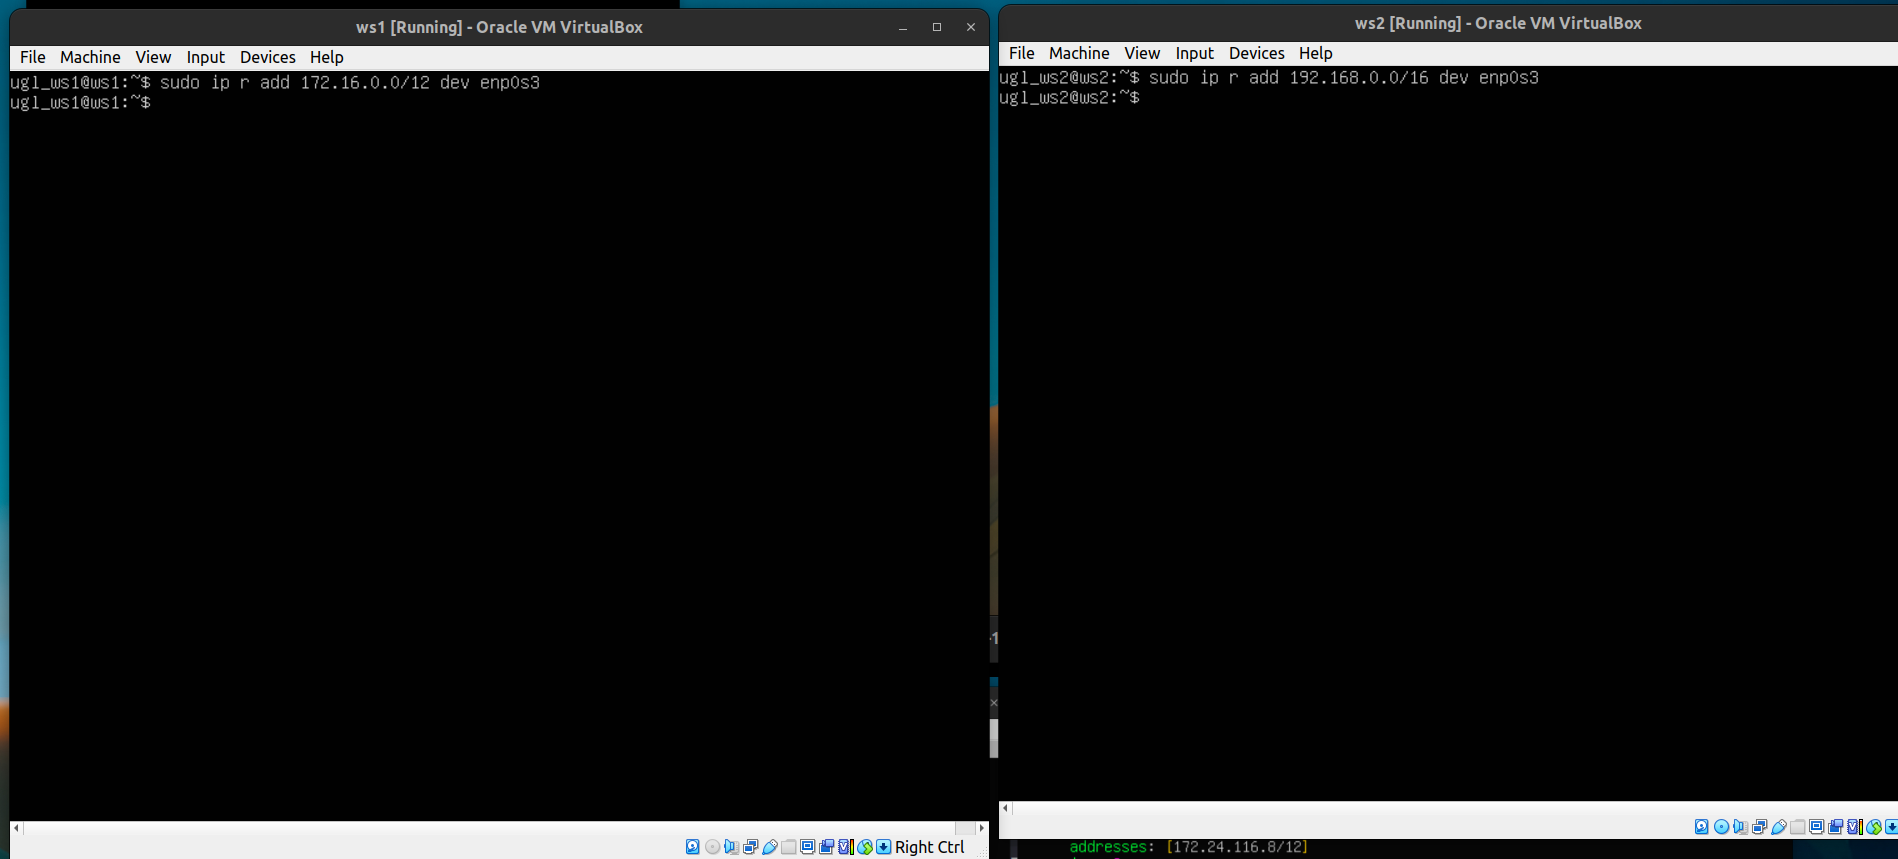 ws1 [Running] - Oracle VM VirtualBox
File Machine View Input Devices Help
ugl_ws1@ws1:~$ sudo ip r add 172.16.0.0/12 dev enp0s3
ugl_ws1@ws1:~$
Right Ctrl
ws2 [Running] - Oracle VM VirtualBox
File Machine View Input Devices Help
ugl_ws2@ws2:~$ sudo ip r add 192.168.0.0/16 dev enp0s3
ugl_ws2@ws2:~$
addresses: [172.24.116.8/12]